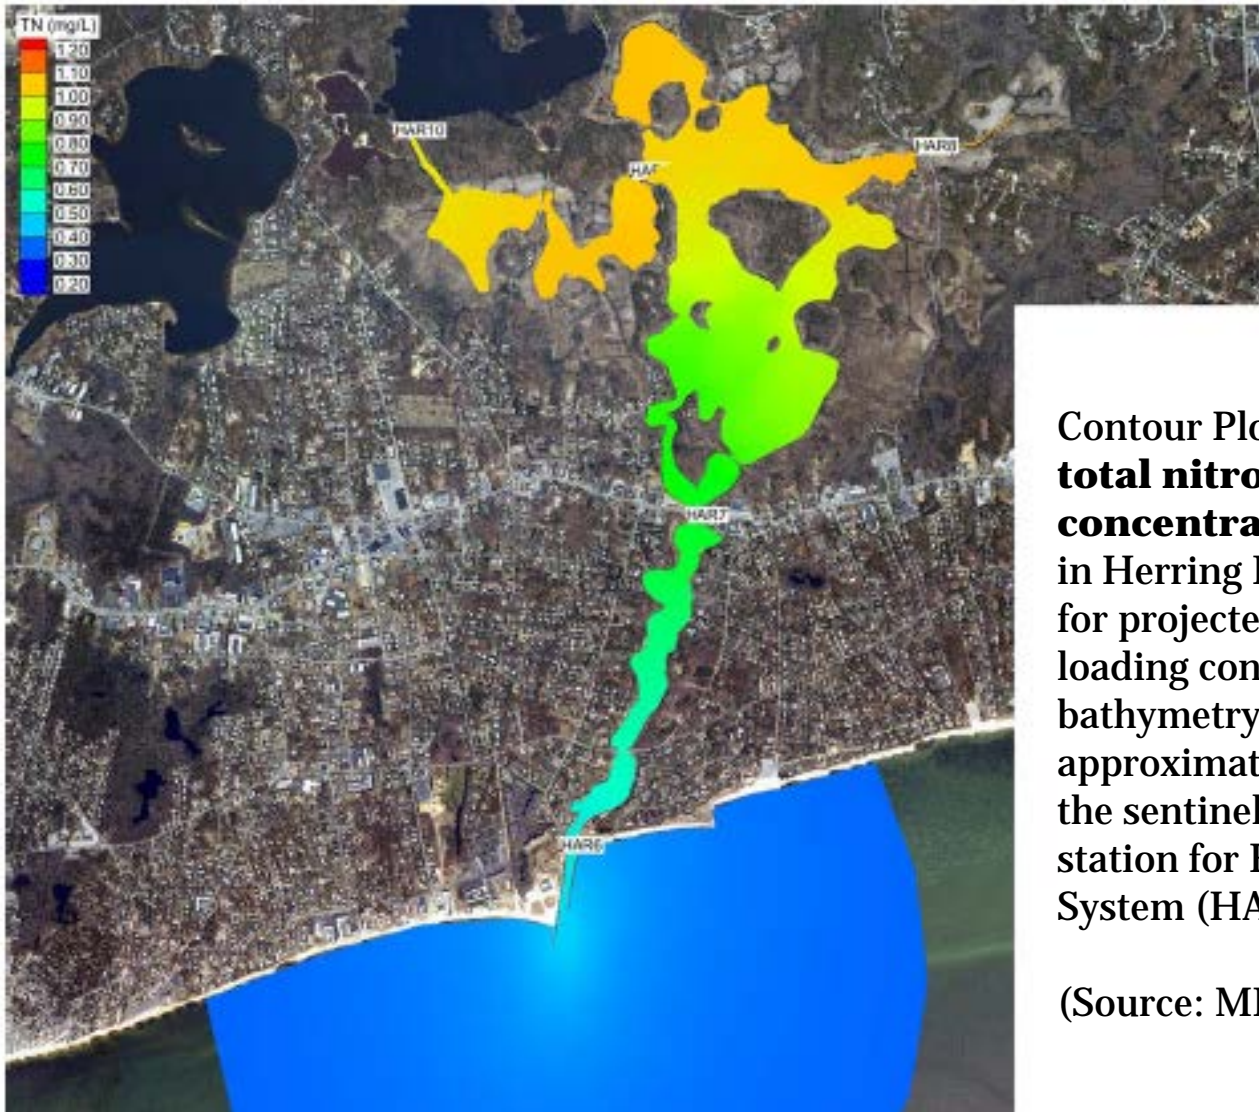 TN (mg/L)
1.20
1.10
1.00
0.90
0.80
0.70
0.60
0.50
0.40
0.30
0.20
HAR10
HAR8
HAR7
HAR6
Contour Plo
total nitro
concentra
in Herring
for projecte
loading con
bathymetry
approximat
the sentinel
station for
System (HA
(Source: